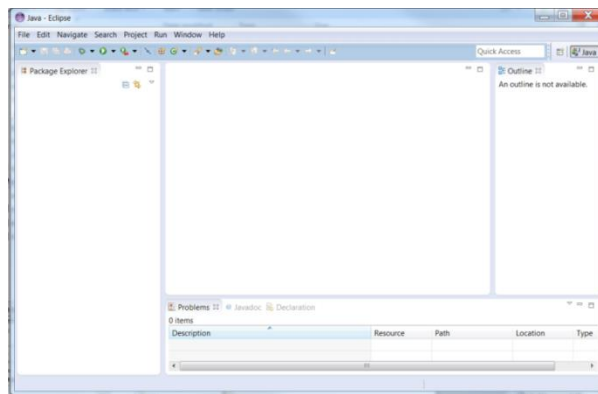 Java - Eclipse
File Edit Navigate Search Project Run Window Help
Quick Access
Java
Package Explorer
Outline
An outline is not available.
Problems Javadoc Declaration
0 items
Description Resource Path Location Type